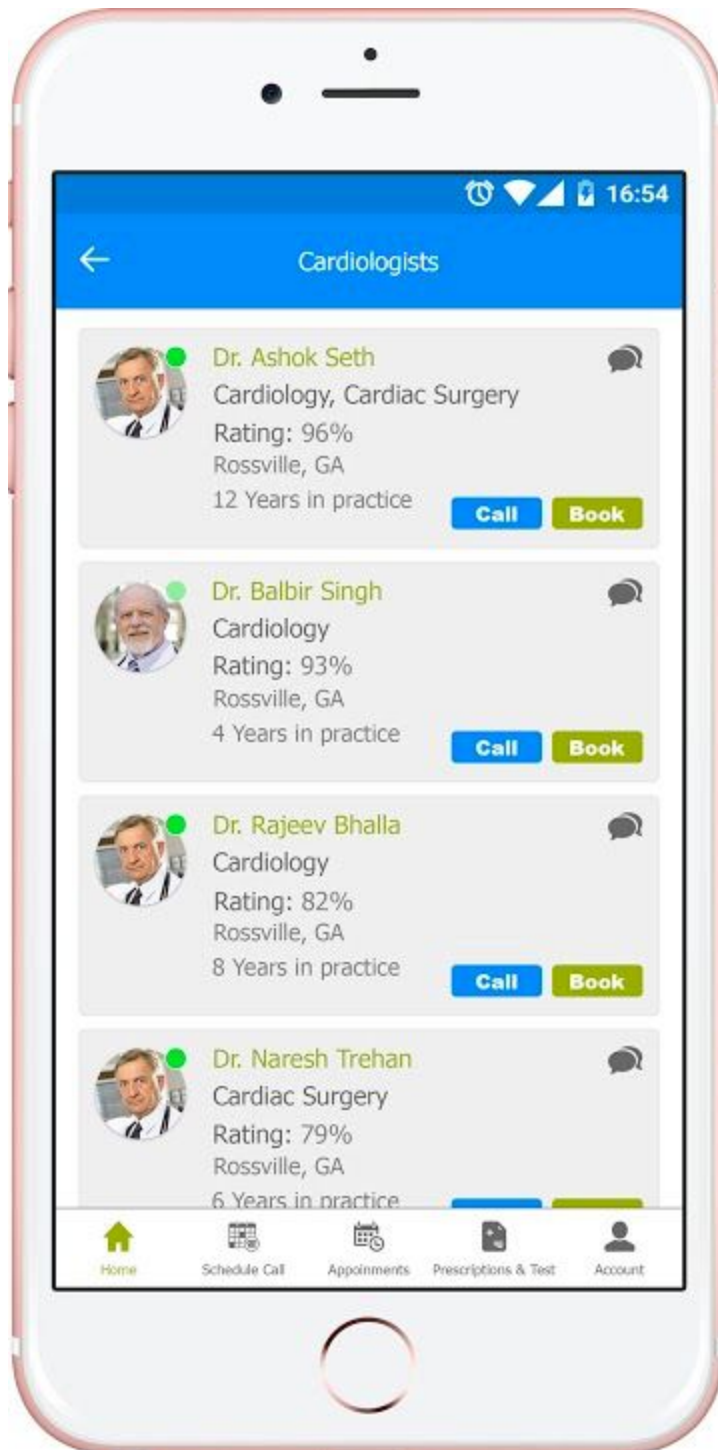 16:54
Cardiologists
Dr. Ashok Seth
Cardiology, Cardiac Surgery
Rating: 96%
Rossville, GA
12 Years in practice
Call Book
Dr. Balbir Singh
Cardiology
Rating: 93%
Rossville, GA
4 Years in practice
Call Book
Dr. Rajeev Bhalla
Cardiology
Rating: 82%
Rossville, GA
8 Years in practice
Call Book
Dr. Naresh Trehan
Cardiac Surgery
Rating: 79%
Rossville, GA
6 Years in practice
Home Schedule Call Appoinments Prescriptions & Test Account